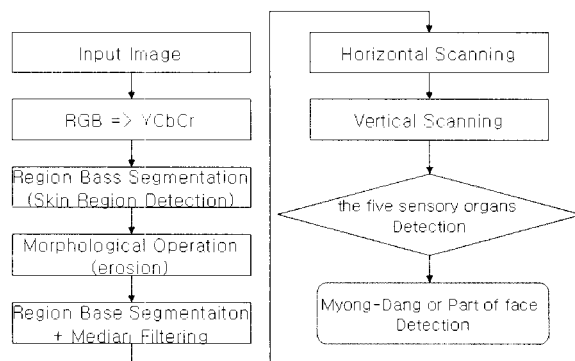 Input Image
RGB => YCbCr
Region Bass Segmentation
(Skin Region Detection)
Morphological Operation
(erosion)
Region Base Segmentaiton
+ Median Filtering
Horizontal Scanning
Vertical Scanning
the five sensory organs
Detection
Myong-Dang or Part of face
Detection